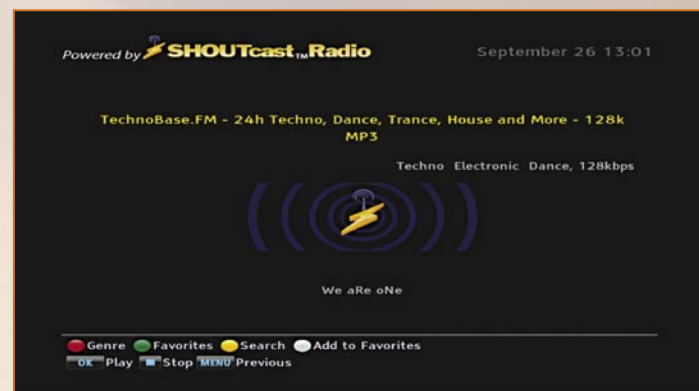 Powered by SHOUTcast™ Radio
September 26 13:01
TechnoBase.FM - 24h Techno, Dance, Trance, House and More - 128k
MP3
Techno Electronic Dance, 128kbps
We aRe oNe
Genre Favorites Search Add to Favorites
OK Play Stop MENU Previous